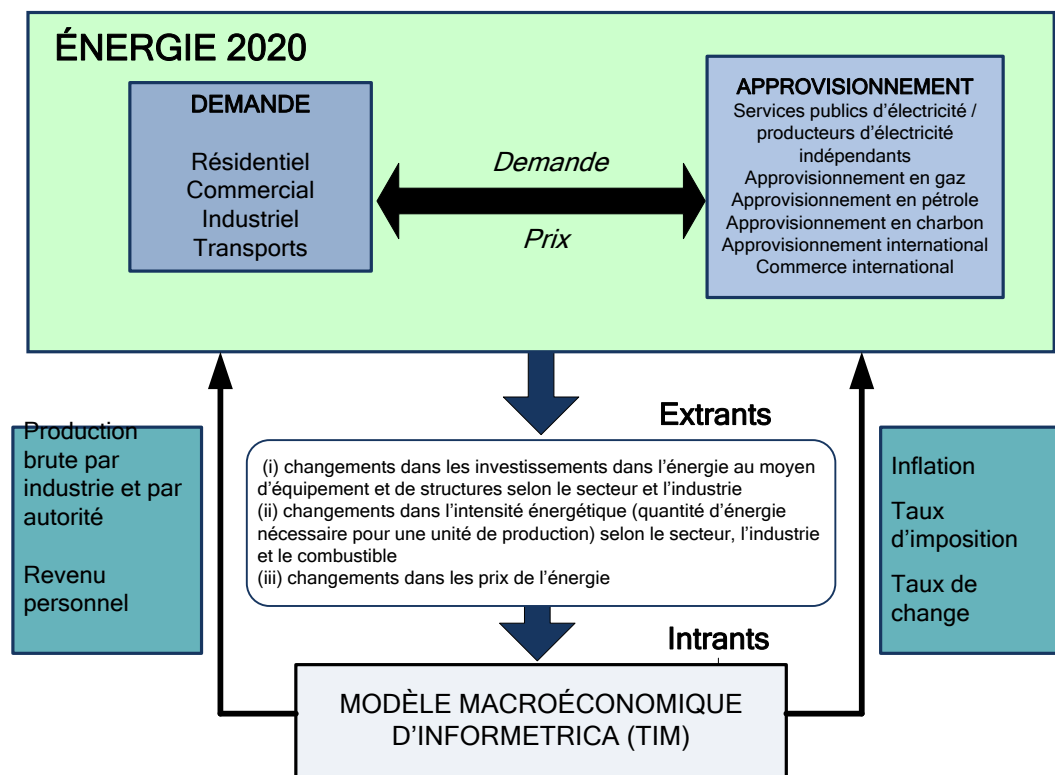 ÉNERGIE 2020
DEMANDE
Résidentiel
Commercial
Industriel
Transports
Demande
Prix
APPROVISIONNEMENT
Services publics d'électricité /
producteurs d'électricité
indépendants
Approvisionnement en gaz
Approvisionnement en pétrole
Approvisionnement en charbon
Approvisionnement international
Commerce international
Extrants
Production
brute par
industrie et par
autorité
Revenu
personnel
(i) changements dans les investissements dans l'énergie au moyen
d'équipement et de structures selon le secteur et l'industrie
(ii) changements dans l'intensité énergétique (quantité d'énergie
nécessaire pour une unité de production) selon le secteur, l'industrie
et le combustible
(iii) changements dans les prix de l'énergie
Inflation
Taux
d'imposition
Taux de
change
Intrants
MODÈLE MACROÉCONOMIQUE
D'INFORMETRICA (TIM)